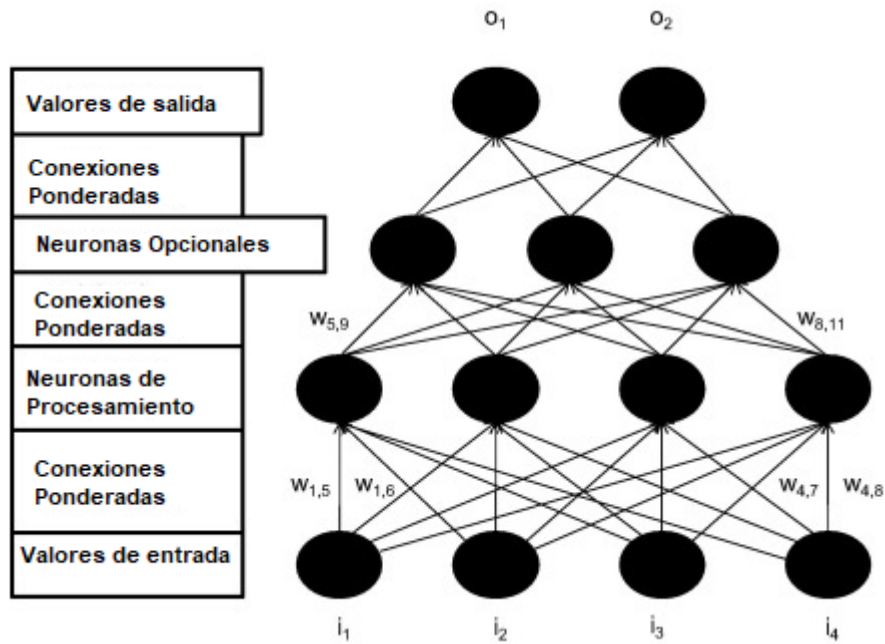 o1 o2
Valores de salida
Conexiones
Ponderadas
Neuronas Opcionales
Conexiones
Ponderadas
w5,9 w8,11
Neuronas de
Procesamiento
Conexiones
Ponderadas
w1,5 w1,6 w4,7 w4,8
Valores de entrada
i1 i2 i3 i4